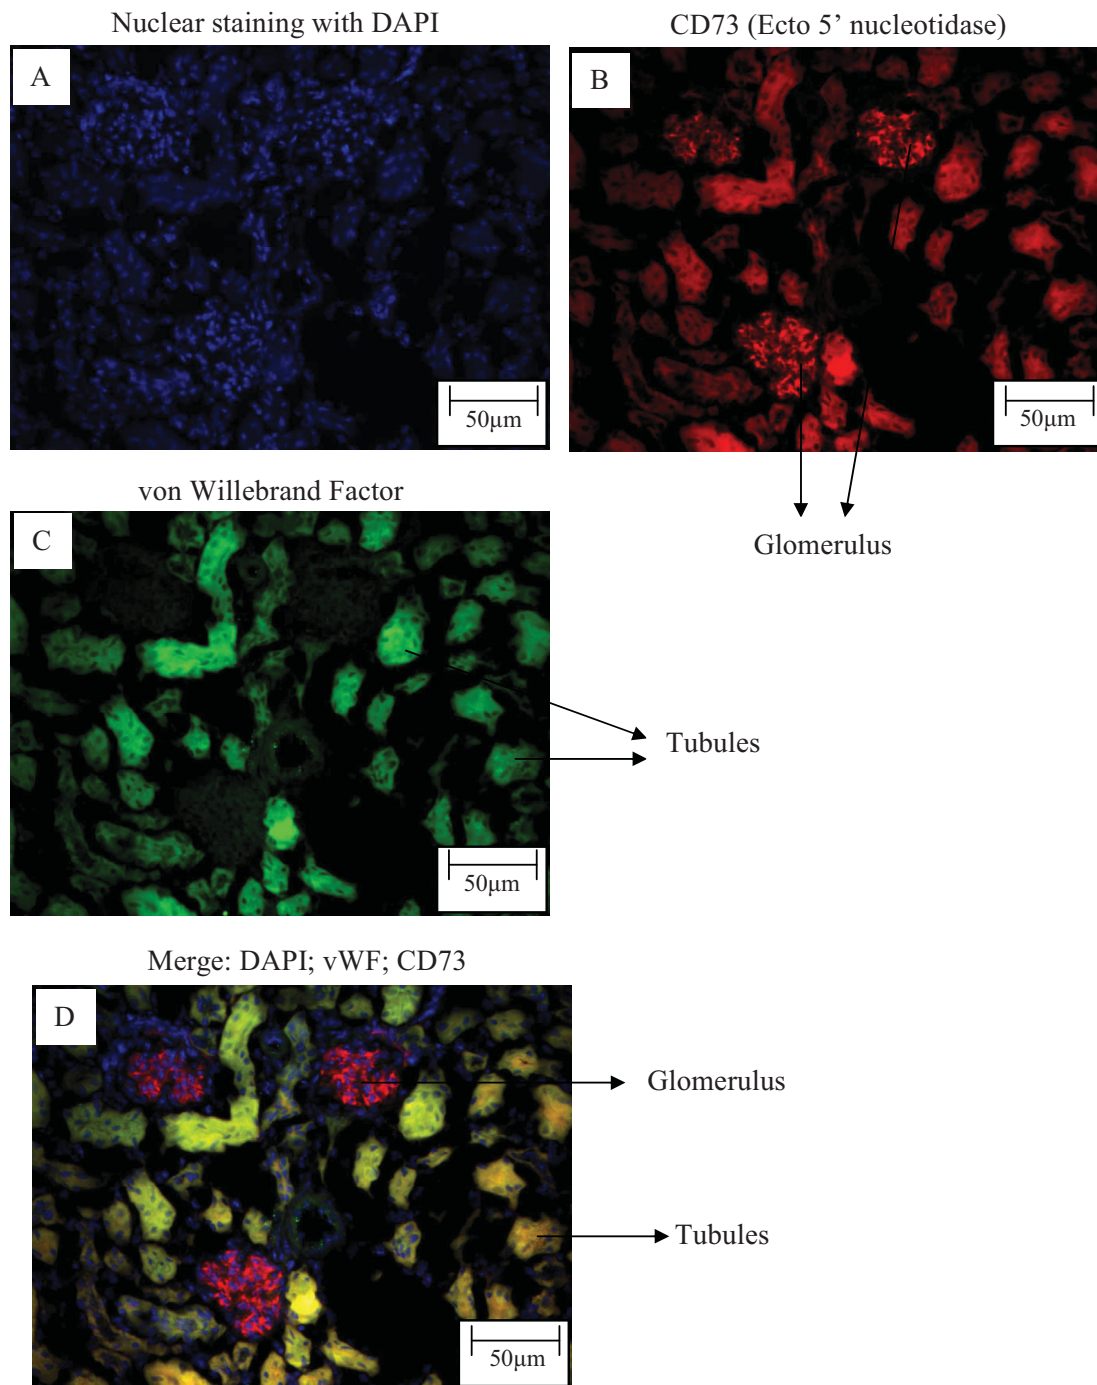 Nuclear staining with DAPI
A
50µm
CD73 (Ecto 5’ nucleotidase)
B
50µm
Glomerulus
von Willebrand Factor
C
50µm
Tubules
Merge: DAPI; vWF; CD73
D
50µm
Glomerulus
Tubules